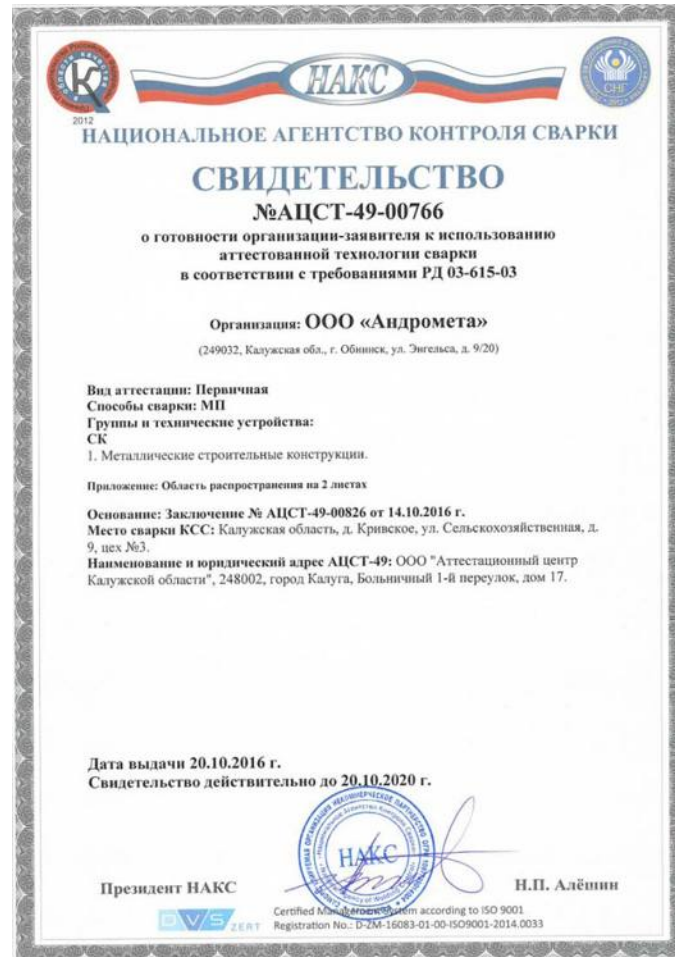 НАКС
СНГ
2012
НАЦИОНАЛЬНОЕ АГЕНТСТВО КОНТРОЛЯ СВАРКИ
СВИДЕТЕЛЬСТВО
№АЦСТ-49-00766
о готовности организации-заявителя к использованию
аттестованной технологии сварки
в соответствии с требованиями РД 03-615-03
Организация: ООО «Андромета»
(249032, Калужская обл., г. Обнинск, ул. Энгельса, д. 9/20)
Вид аттестации: Первичная
Способы сварки: МП
Группы и технические устройства:
СК
1. Металлические строительные конструкции.
Приложение: Область распространения на 2 листах
Основание: Заключение № АЦСТ-49-00826 от 14.10.2016 г.
Место сварки КСС: Калужская область, д. Кривское, ул. Сельскохозяйственная, д.
9, цех №3.
Наименование и юридический адрес АЦСТ-49: ООО "Аттестационный центр
Калужской области", 248002, город Калуга, Больничный 1-й переулок, дом 17.
Дата выдачи 20.10.2016 г.
Свидетельство действительно до 20.10.2020 г.
НАКС
Президент НАКС
Н.П. Алёшин
DVS ZERT
Certified Management System according to ISO 9001
Registration No.: D-ZM-16083-01-00-ISO9001-2014.0033